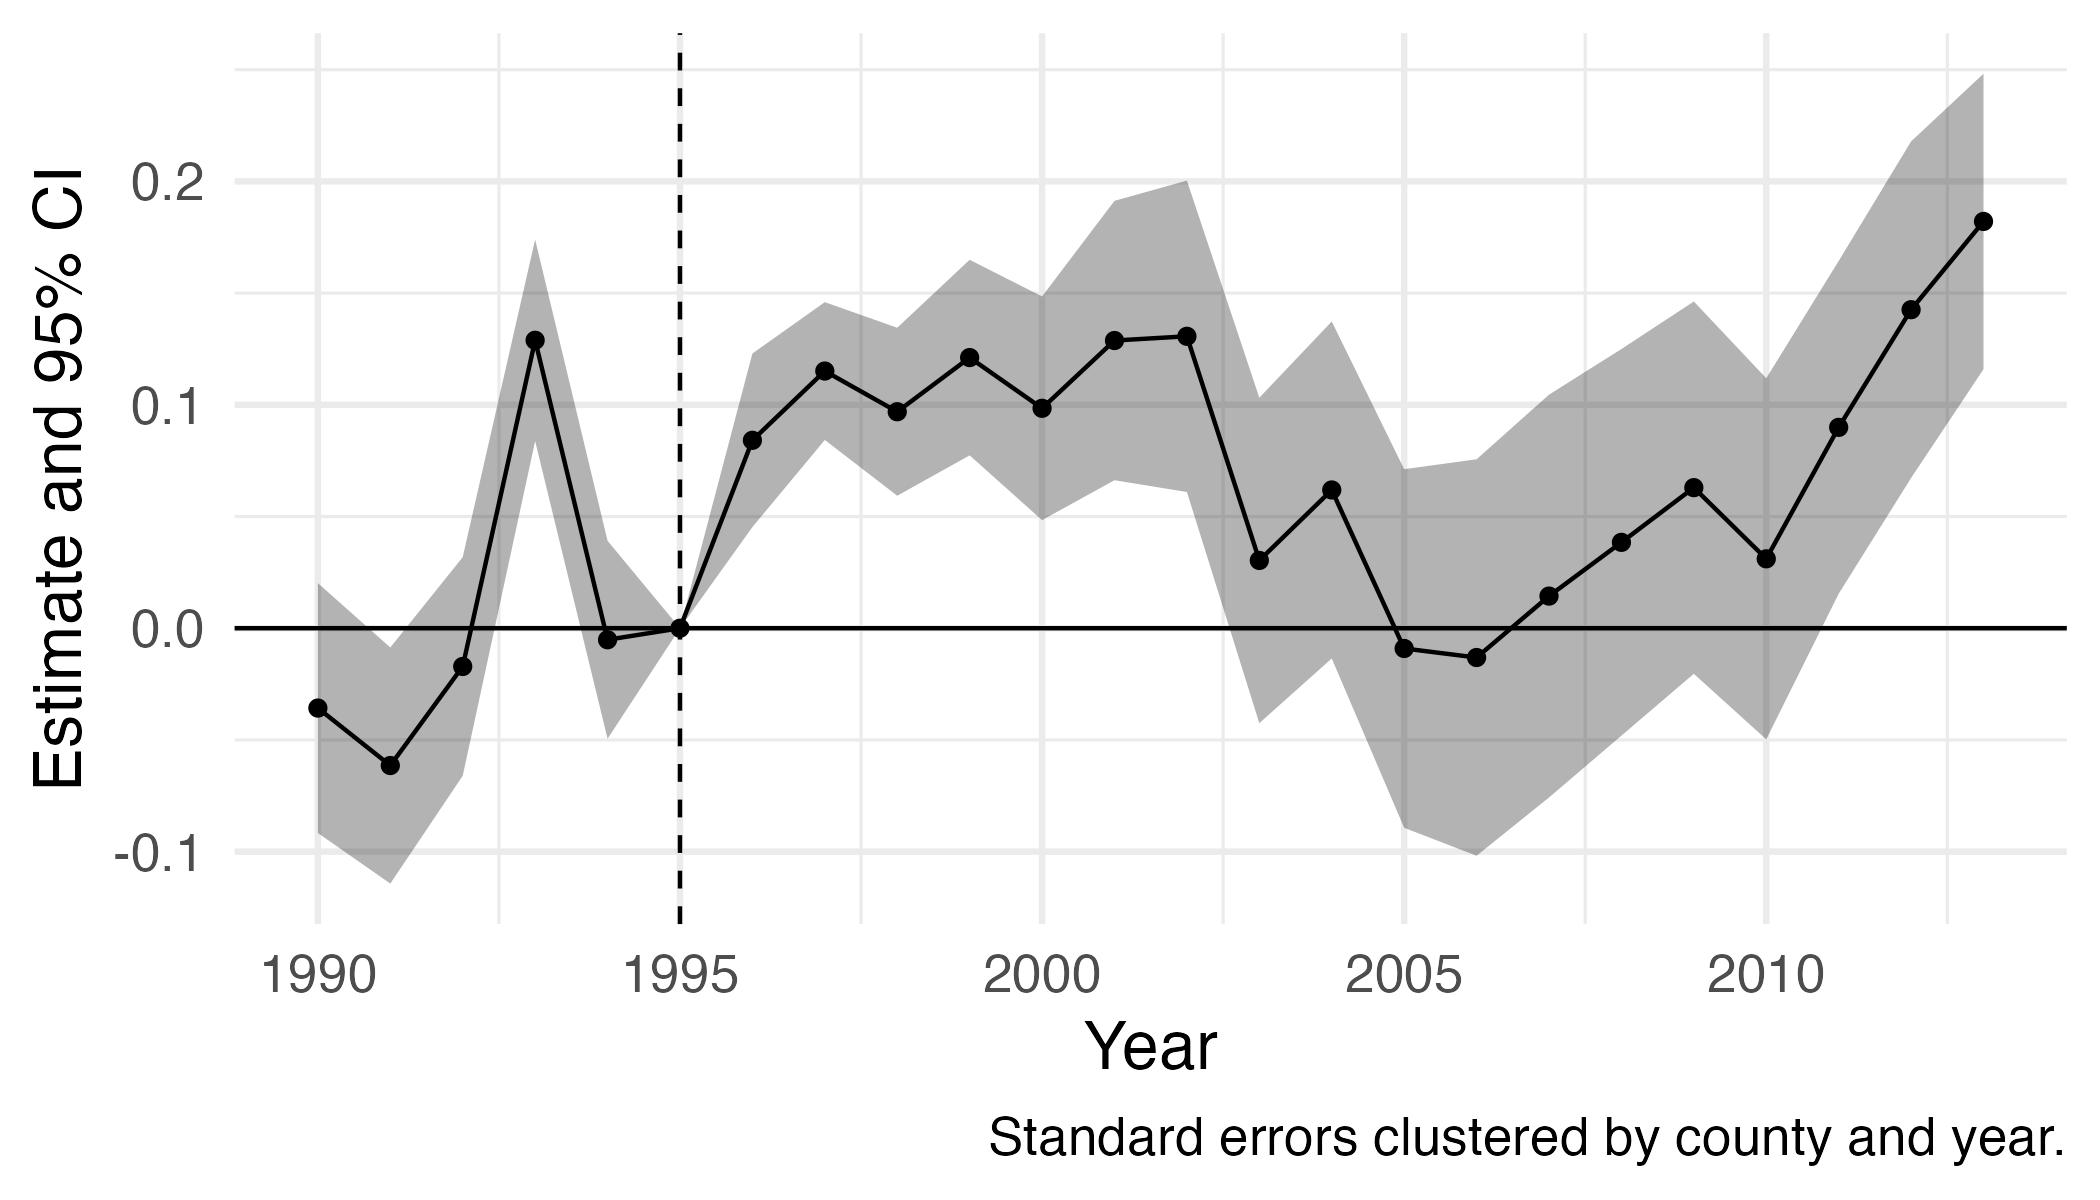 Estimate and 95% CI
0.2
0.1
0.0
-0.1
1990 1995 2000 2005 2010
Year
Standard errors clustered by county and year.